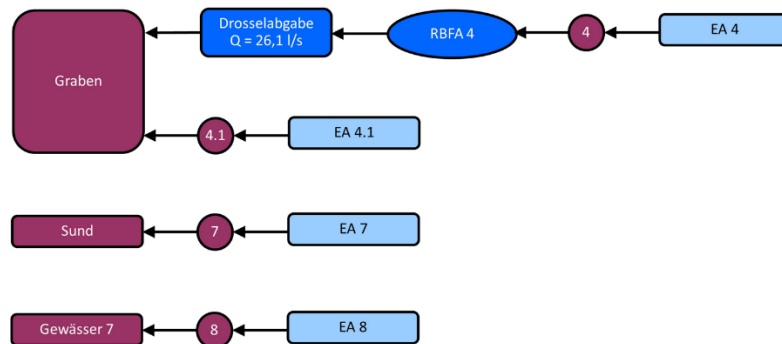 Drosselabgabe
Q = 26,1 l/s
RBFA 4
4
EA 4
Graben
4.1
EA 4.1
Sund
7
EA 7
Gewässer 7
8
EA 8